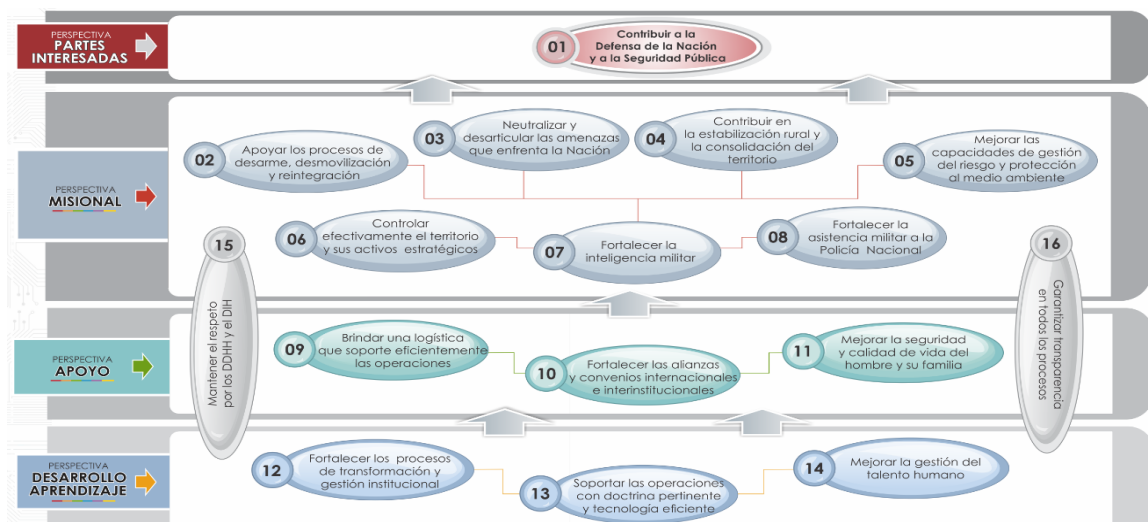 PERSPECTIVA
PARTES
INTERESADAS
01
Contribuir a la
Defensa de la Nación
y a la Seguridad Pública
PERSPECTIVA
MISIONAL
02
Apoyar los procesos de
desarme, desmovilización
y reintegración
03
Neutralizar y
desarticular las amenazas
que enfrenta la Nación
04
Contribuir en
la estabilización rural y
la consolidación del
territorio
05
Mejorar las
capacidades de gestión
del riesgo y protección
al medio ambiente
06
Controlar
efectivamente el territorio
y sus activos estratégicos
07
Fortalecer la
inteligencia militar
08
Fortalecer la
asistencia militar a la
Policía Nacional
15
Mantener el respeto
por los DDHH y el DIH
16
Garantizar transparencia
en todos los procesos
PERSPECTIVA
APOYO
09
Brindar una logística
que soporte eficientemente
las operaciones
10
Fortalecer las alianzas
y convenios internacionales
e interinstitucionales
11
Mejorar la seguridad
y calidad de vida del
hombre y su familia
PERSPECTIVA
DESARROLLO
APRENDIZAJE
12
Fortalecer los procesos
de transformación y
gestión institucional
13
Soportar las operaciones
con doctrina pertinente
y tecnología eficiente
14
Mejorar la gestión del
talento humano